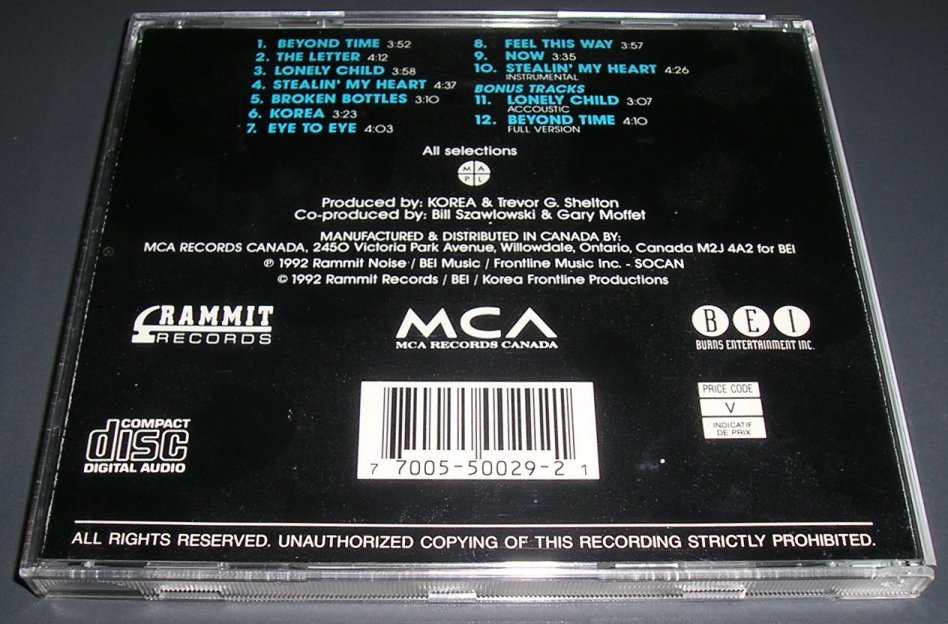 1. BEYOND TIME 3:52
2. THE LETTER 4:12
3. LONELY CHILD 3:58
4. STEALIN' MY HEART 4:37
5. BROKEN BOTTLES 3:10
6. KOREA 3:23
7. EYE TO EYE 4:03
8. FEEL THIS WAY 3:57
9. NOW 3:35
10. STEALIN' MY HEART 4:26
INSTRUMENTAL
BONUS TRACKS
11. LONELY CHILD 3:07
ACCOUSTIC
12. BEYOND TIME 4:10
FULL VERSION
All selections
M A
P L
Produced by: KOREA & Trevor G. Shelton
Co-produced by: Bill Szawlowski & Gary Moffet
MANUFACTURED & DISTRIBUTED IN CANADA BY:
MCA RECORDS CANADA, 2450 Victoria Park Avenue, Willowdale, Ontario, Canada M2J 4A2 for BEI
℗ 1992 Rammit Noise / BEI Music / Frontline Music Inc. - SOCAN
© 1992 Rammit Records / BEI / Korea Frontline Productions
RAMMIT
RECORDS
MCA
MCA RECORDS CANADA
BEI
BURNS ENTERTAINMENT INC.
COMPACT
disc
DIGITAL AUDIO
7 7005-50029-2 1
PRICE CODE
V
INDICATIF
DE PRIX
ALL RIGHTS RESERVED. UNAUTHORIZED COPYING OF THIS RECORDING STRICTLY PROHIBITED.